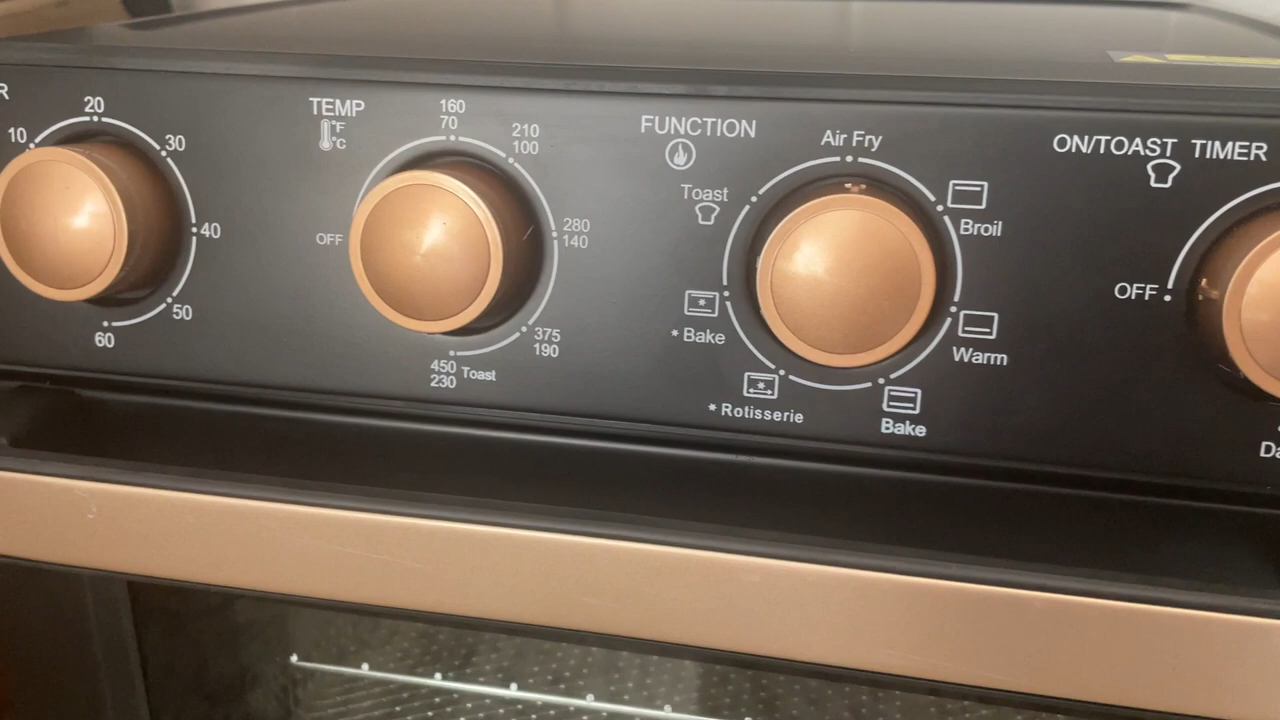 R
10
20
30
40
50
60
TEMP
°F
°C
OFF
160
70
210
100
280
140
375
190
450
230
Toast
FUNCTION
Toast
Air Fry
Broil
Warm
Bake
* Rotisserie
* Bake
ON/TOAST TIMER
OFF
Da